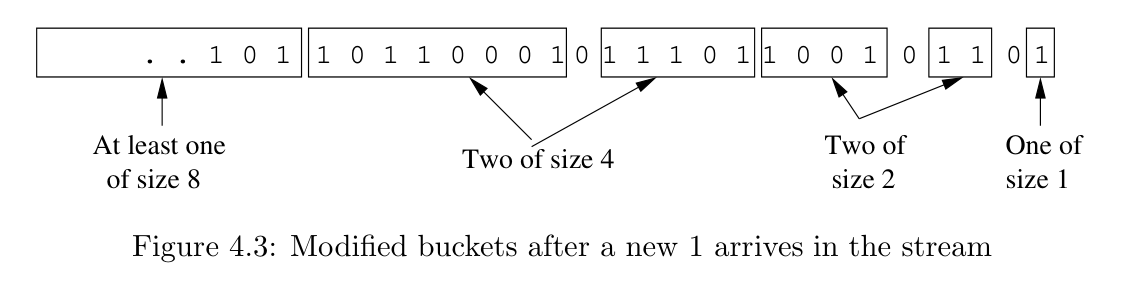 . . 1 0 1 1 0 1 1 0 0 0 1 0 1 1 1 0 1 1 0 0 1 0 1 1 0 1
At least one of size 8
Two of size 4
Two of size 2
One of size 1
Figure 4.3: Modified buckets after a new 1 arrives in the stream